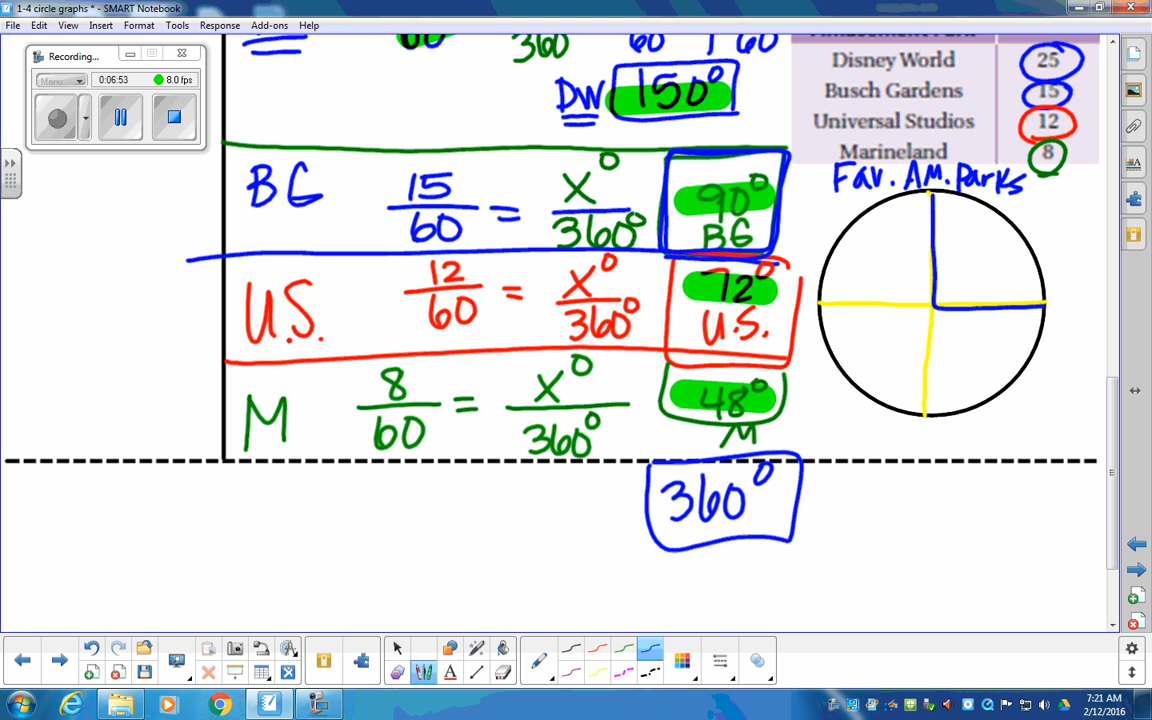 1-4 circle graphs * - SMART Notebook
File Edit View Insert Format Tools Response Add-ons Help
Recording...
Menu 0:06:53 8.0 fps
60 360 60 1 60
DW 150°
Disney World 25
Busch Gardens 15
Universal Studios 12
Marineland 8
Fav. AM. Parks
BG 15/60 = x°/360° 90° BG
U.S. 12/60 = x°/360° 72° U.S.
M 8/60 = x°/360° 48° M
360°
7:21 AM
2/12/2016